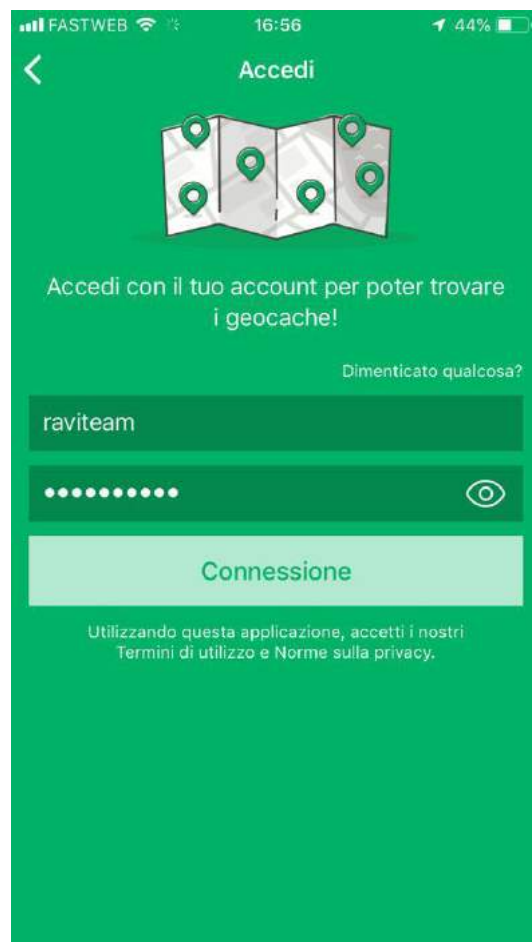 FASTWEB 16:56 44%
Accedi
Accedi con il tuo account per poter trovare
i geocache!
Dimenticato qualcosa?
raviteam
••••••••••
Connessione
Utilizzando questa applicazione, accetti i nostri
Termini di utilizzo e Norme sulla privacy.